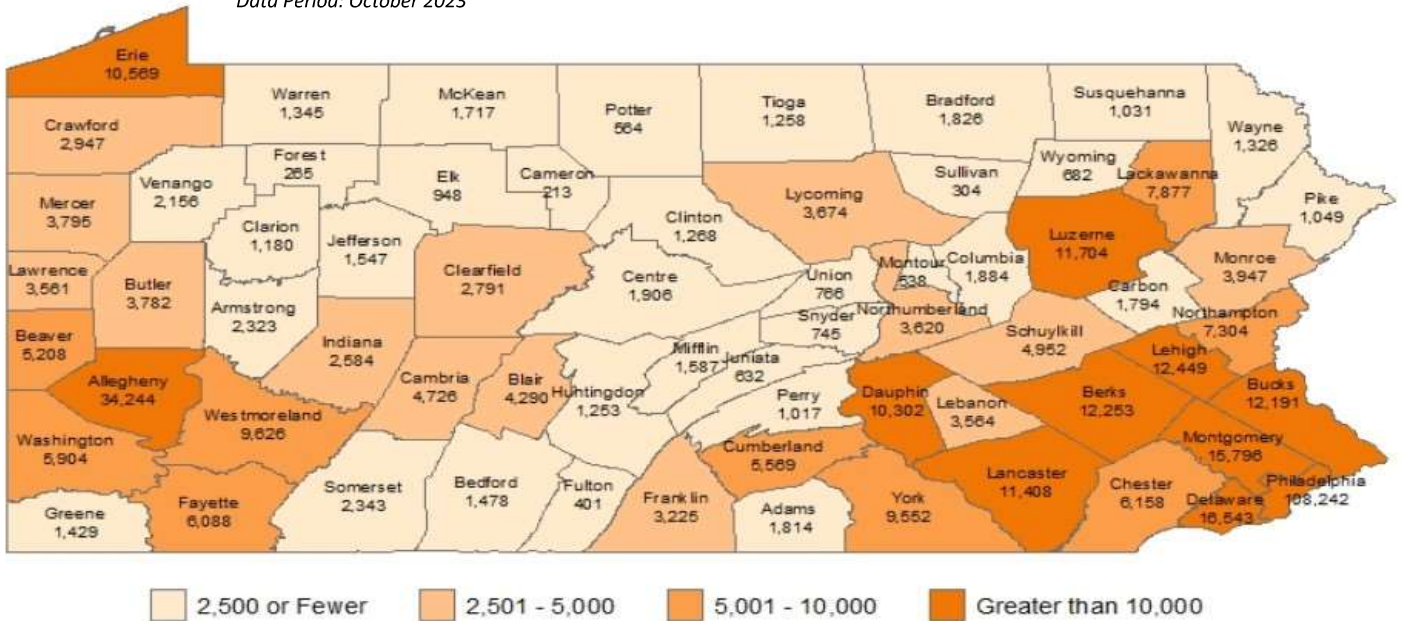 Data Period: October 2023
Erie
10,569
Warren
1,345
McKean
1,717
Potter
564
Tioga
1,258
Bradford
1,826
Susquehanna
1,031
Wayne
1,326
Crawford
2,947
Forest
265
Elk
948
Cameron
213
Venango
2,156
Wyoming
682
Lackawanna
7,877
Sullivan
304
Lycoming
3,674
Pike
1,049
Mercer
3,795
Clarion
1,180
Jefferson
1,547
Clinton
1,268
Luzerne
11,704
Lawrence
3,561
Butler
3,782
Clearfield
2,791
Centre
1,906
Union
766
Montour
538
Columbia
1,884
Monroe
3,947
Carbon
1,794
Armstrong
2,323
Snyder
745
Northumberland
3,620
Northampton
7,304
Beaver
5,208
Indiana
2,584
Mifflin
1,587
Juniata
632
Schuylkill
4,952
Lehigh
12,449
Allegheny
34,244
Cambria
4,726
Blair
4,290
Huntingdon
1,253
Perry
1,017
Dauphin
10,302
Lebanon
3,564
Berks
12,253
Bucks
12,191
Westmoreland
9,626
Washington
5,904
Cumberland
5,569
Montgomery
15,796
Somerset
2,343
Bedford
1,478
Fulton
401
Franklin
3,225
Adams
1,814
York
9,552
Lancaster
11,408
Chester
6,158
Delaware
16,543
Philadelphia
108,242
Greene
1,429
Fayette
6,088
2,500 or Fewer
2,501 - 5,000
5,001 - 10,000
Greater than 10,000